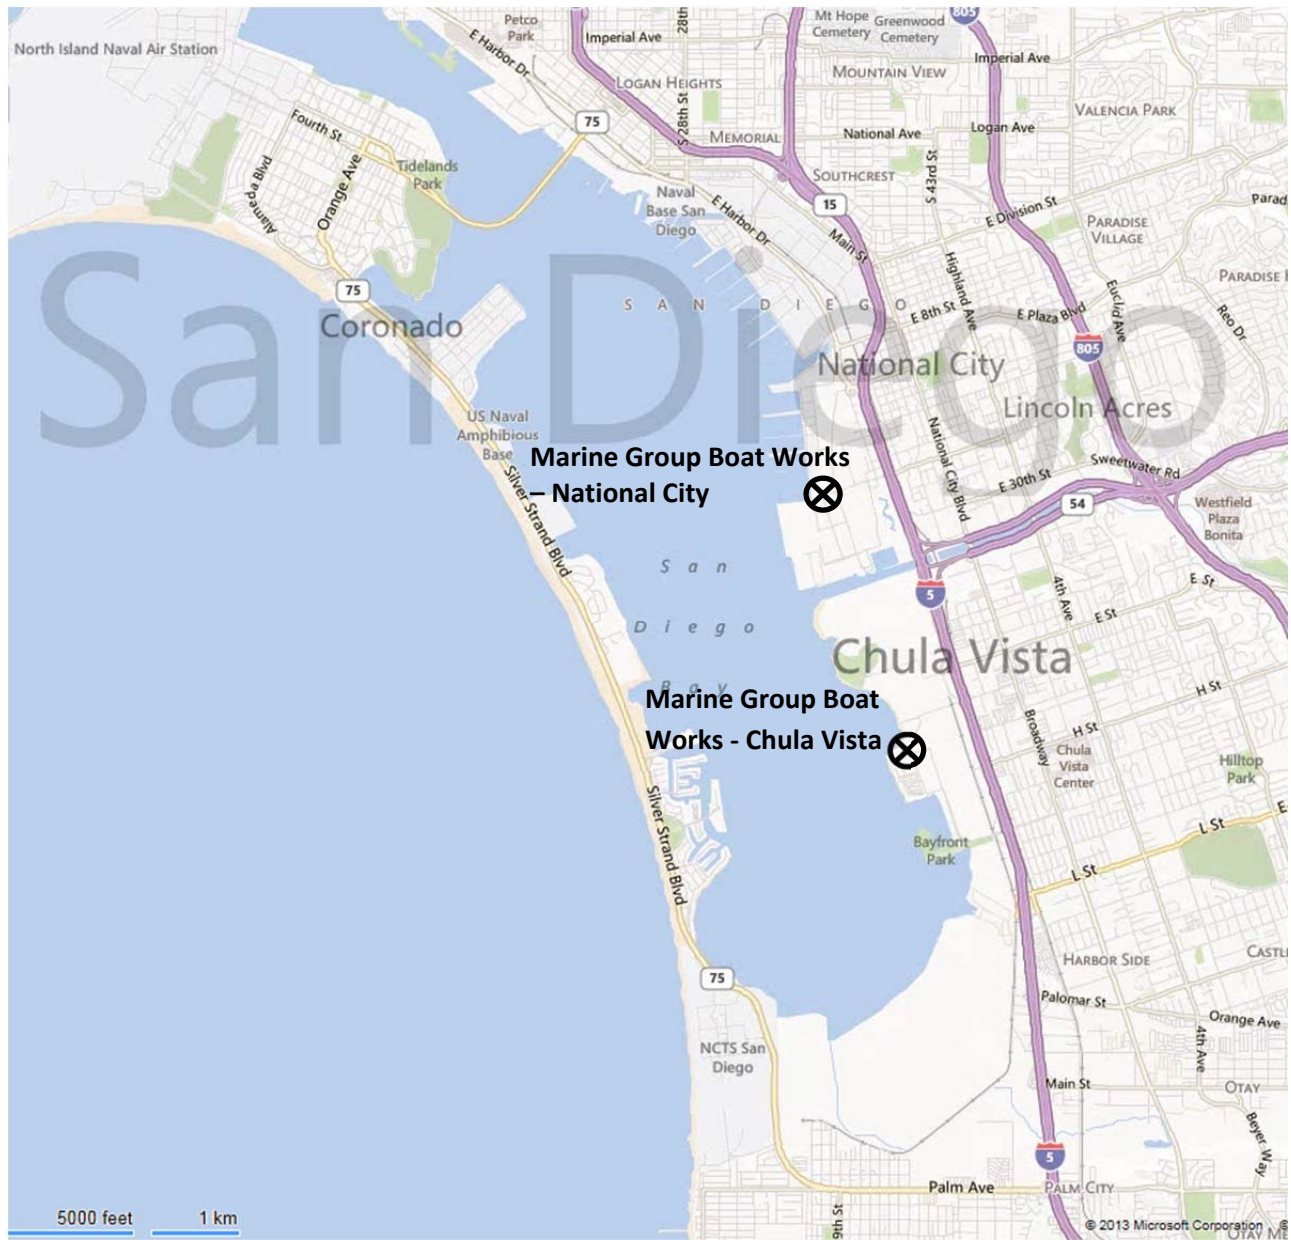 North Island Naval Air Station
Petco
Park
E Harbor Dr
Imperial Ave
28th
Mt Hope
Cemetery
Greenwood
Cemetery
805
Imperial Ave
LOGAN HEIGHTS
MOUNTAIN VIEW
VALENCIA PARK
S 28th St
Fourth St
75
MEMORIAL
National Ave
Logan Ave
Alameda Blvd
Orange Ave
Tidelands
Park
SOUTHCREST
S 43rd St
Naval
Base San
Diego
E Harbor Dr
15
Main St
E Division St
Parad
PARADISE
VILLAGE
Highland Ave
PARADISE
75
San Diego
SAN DIEGO
Coronado
E 8th St
E Plaza Blvd
Euclid Ave
Reo Dr
805
National City
Lincoln Acres
US Naval
Amphibious
Base
National City Blvd
Marine Group Boat Works
– National City
Silver Strand Blvd
E 30th St
Sweetwater Rd
54
Westfield
Plaza
Bonita
San
Diego
Bay
5
4th Ave
E St
E St
Chula Vista
Marine Group Boat
Works - Chula Vista
H St
H St
Broadway
Chula
Vista
Center
Hilltop
Park
Silver Strand Blvd
Bayfront
Park
L St
E
L St
75
HARBOR SIDE
CASTL
Palomar St
Orange Ave
4th Ave
NCTS San
Diego
Main St
OTAY
Beyer Way
5
Palm Ave
PALM CITY
9th St
5000 feet
1 km
© 2013 Microsoft Corporation
©
OTAY ME